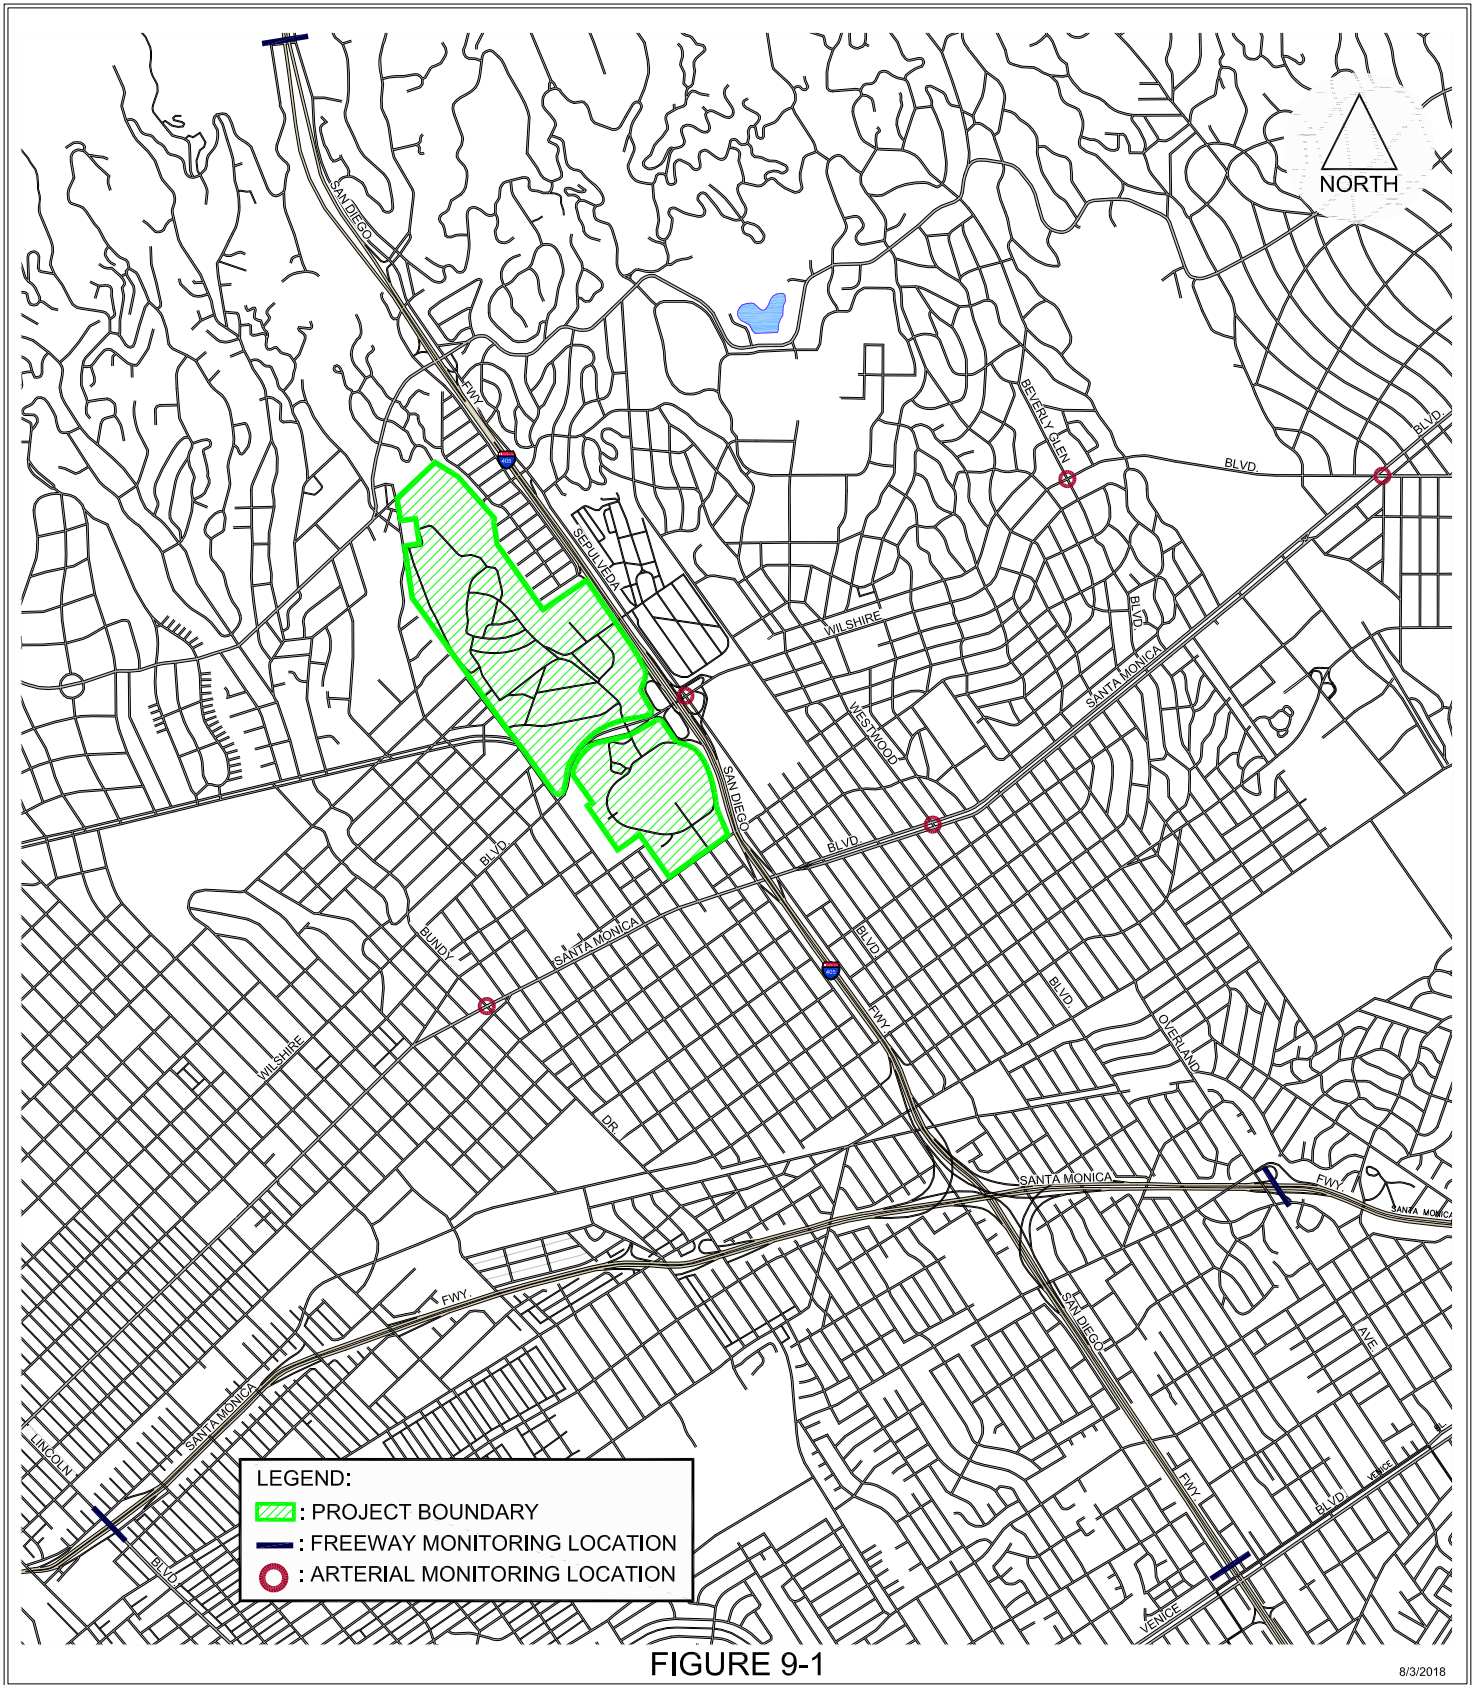 NORTH
SAN DIEGO
FWY
405
BEVERLY GLEN
BLVD.
BLVD.
SEPULVEDA
WILSHIRE
BLVD.
SANTA MONICA
WESTWOOD
SAN DIEGO
BLVD.
BLVD.
BUNDY
SANTA MONICA
BLVD.
405
BLVD.
FWY.
OVERLAND
WILSHIRE
DR.
SANTA MONICA
FWY.
SANTA MONICA
FWY.
SAN DIEGO
AVE.
SANTA MONICA
LINCOLN
FWY.
VENICE
BLVD.
BLVD.
VENICE
LEGEND:
: PROJECT BOUNDARY
: FREEWAY MONITORING LOCATION
: ARTERIAL MONITORING LOCATION
FIGURE 9-1
8/3/2018